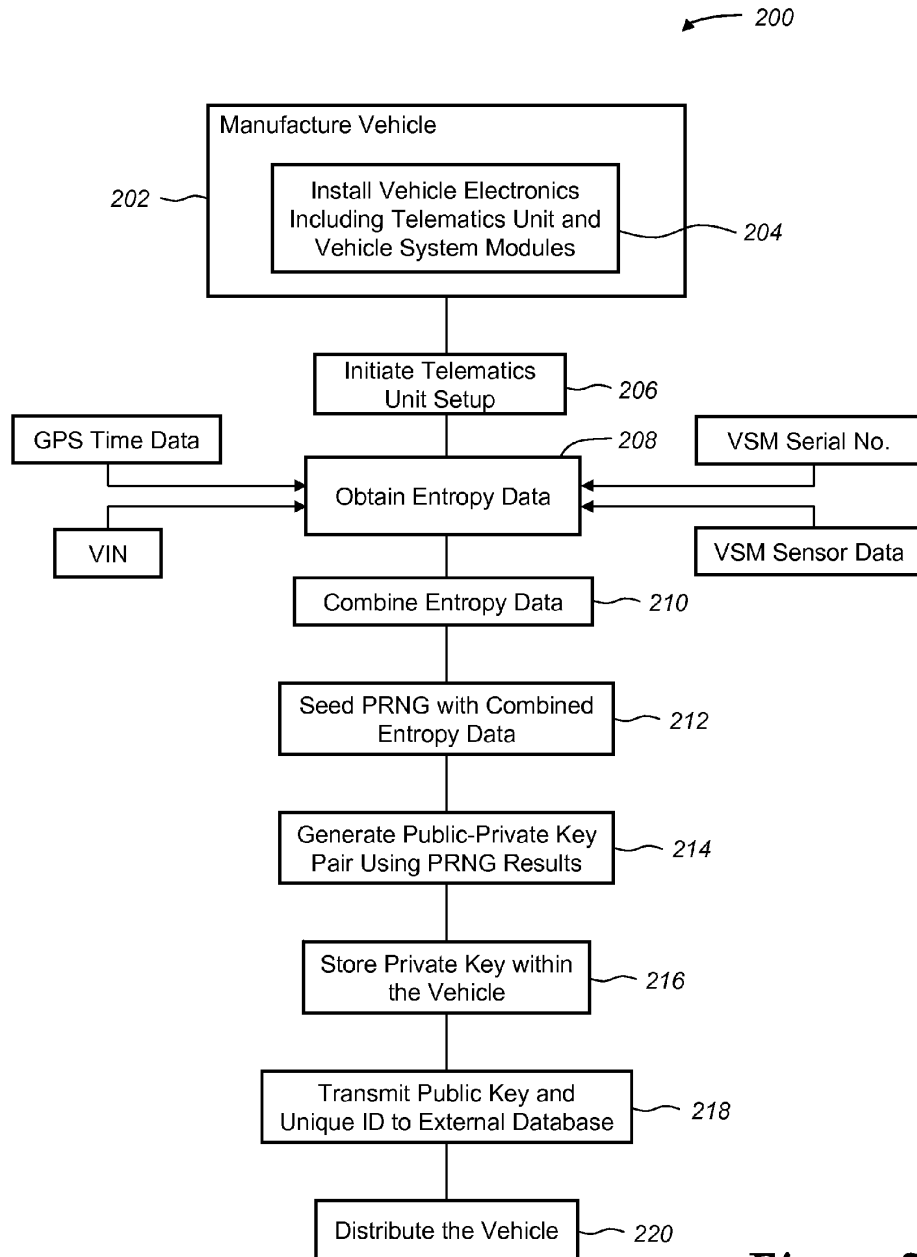 200
Manufacture Vehicle
202
Install Vehicle Electronics
Including Telematics Unit and
Vehicle System Modules
204
Initiate Telematics
Unit Setup
206
GPS Time Data
208
VSM Serial No.
Obtain Entropy Data
VIN
VSM Sensor Data
Combine Entropy Data
210
Seed PRNG with Combined
Entropy Data
212
Generate Public-Private Key
Pair Using PRNG Results
214
Store Private Key within
the Vehicle
216
Transmit Public Key and
Unique ID to External Database
218
Distribute the Vehicle
220